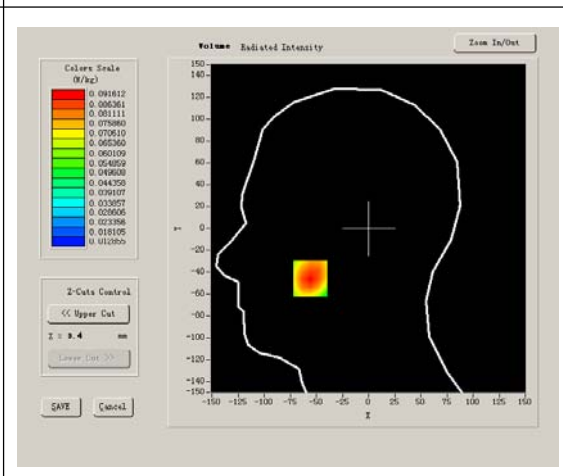 Volume Radiated Intensity
Zoom In/Out
Colors Scale
(W/kg)
0.091612
0.086361
0.081111
0.075860
0.070610
0.065360
0.060109
0.054859
0.049608
0.044358
0.039107
0.033857
0.028606
0.023356
0.018105
0.012855
150
140
120
100
80
60
40
20
0
-20
-40
-60
-80
-100
-120
-140
-150
Y
-150 -125 -100 -75 -50 -25 0 25 50 75 100 125 150
X
Z-Cuts Control
<< Upper Cut
mm
Lower Cut >>
SAVE
Cancel